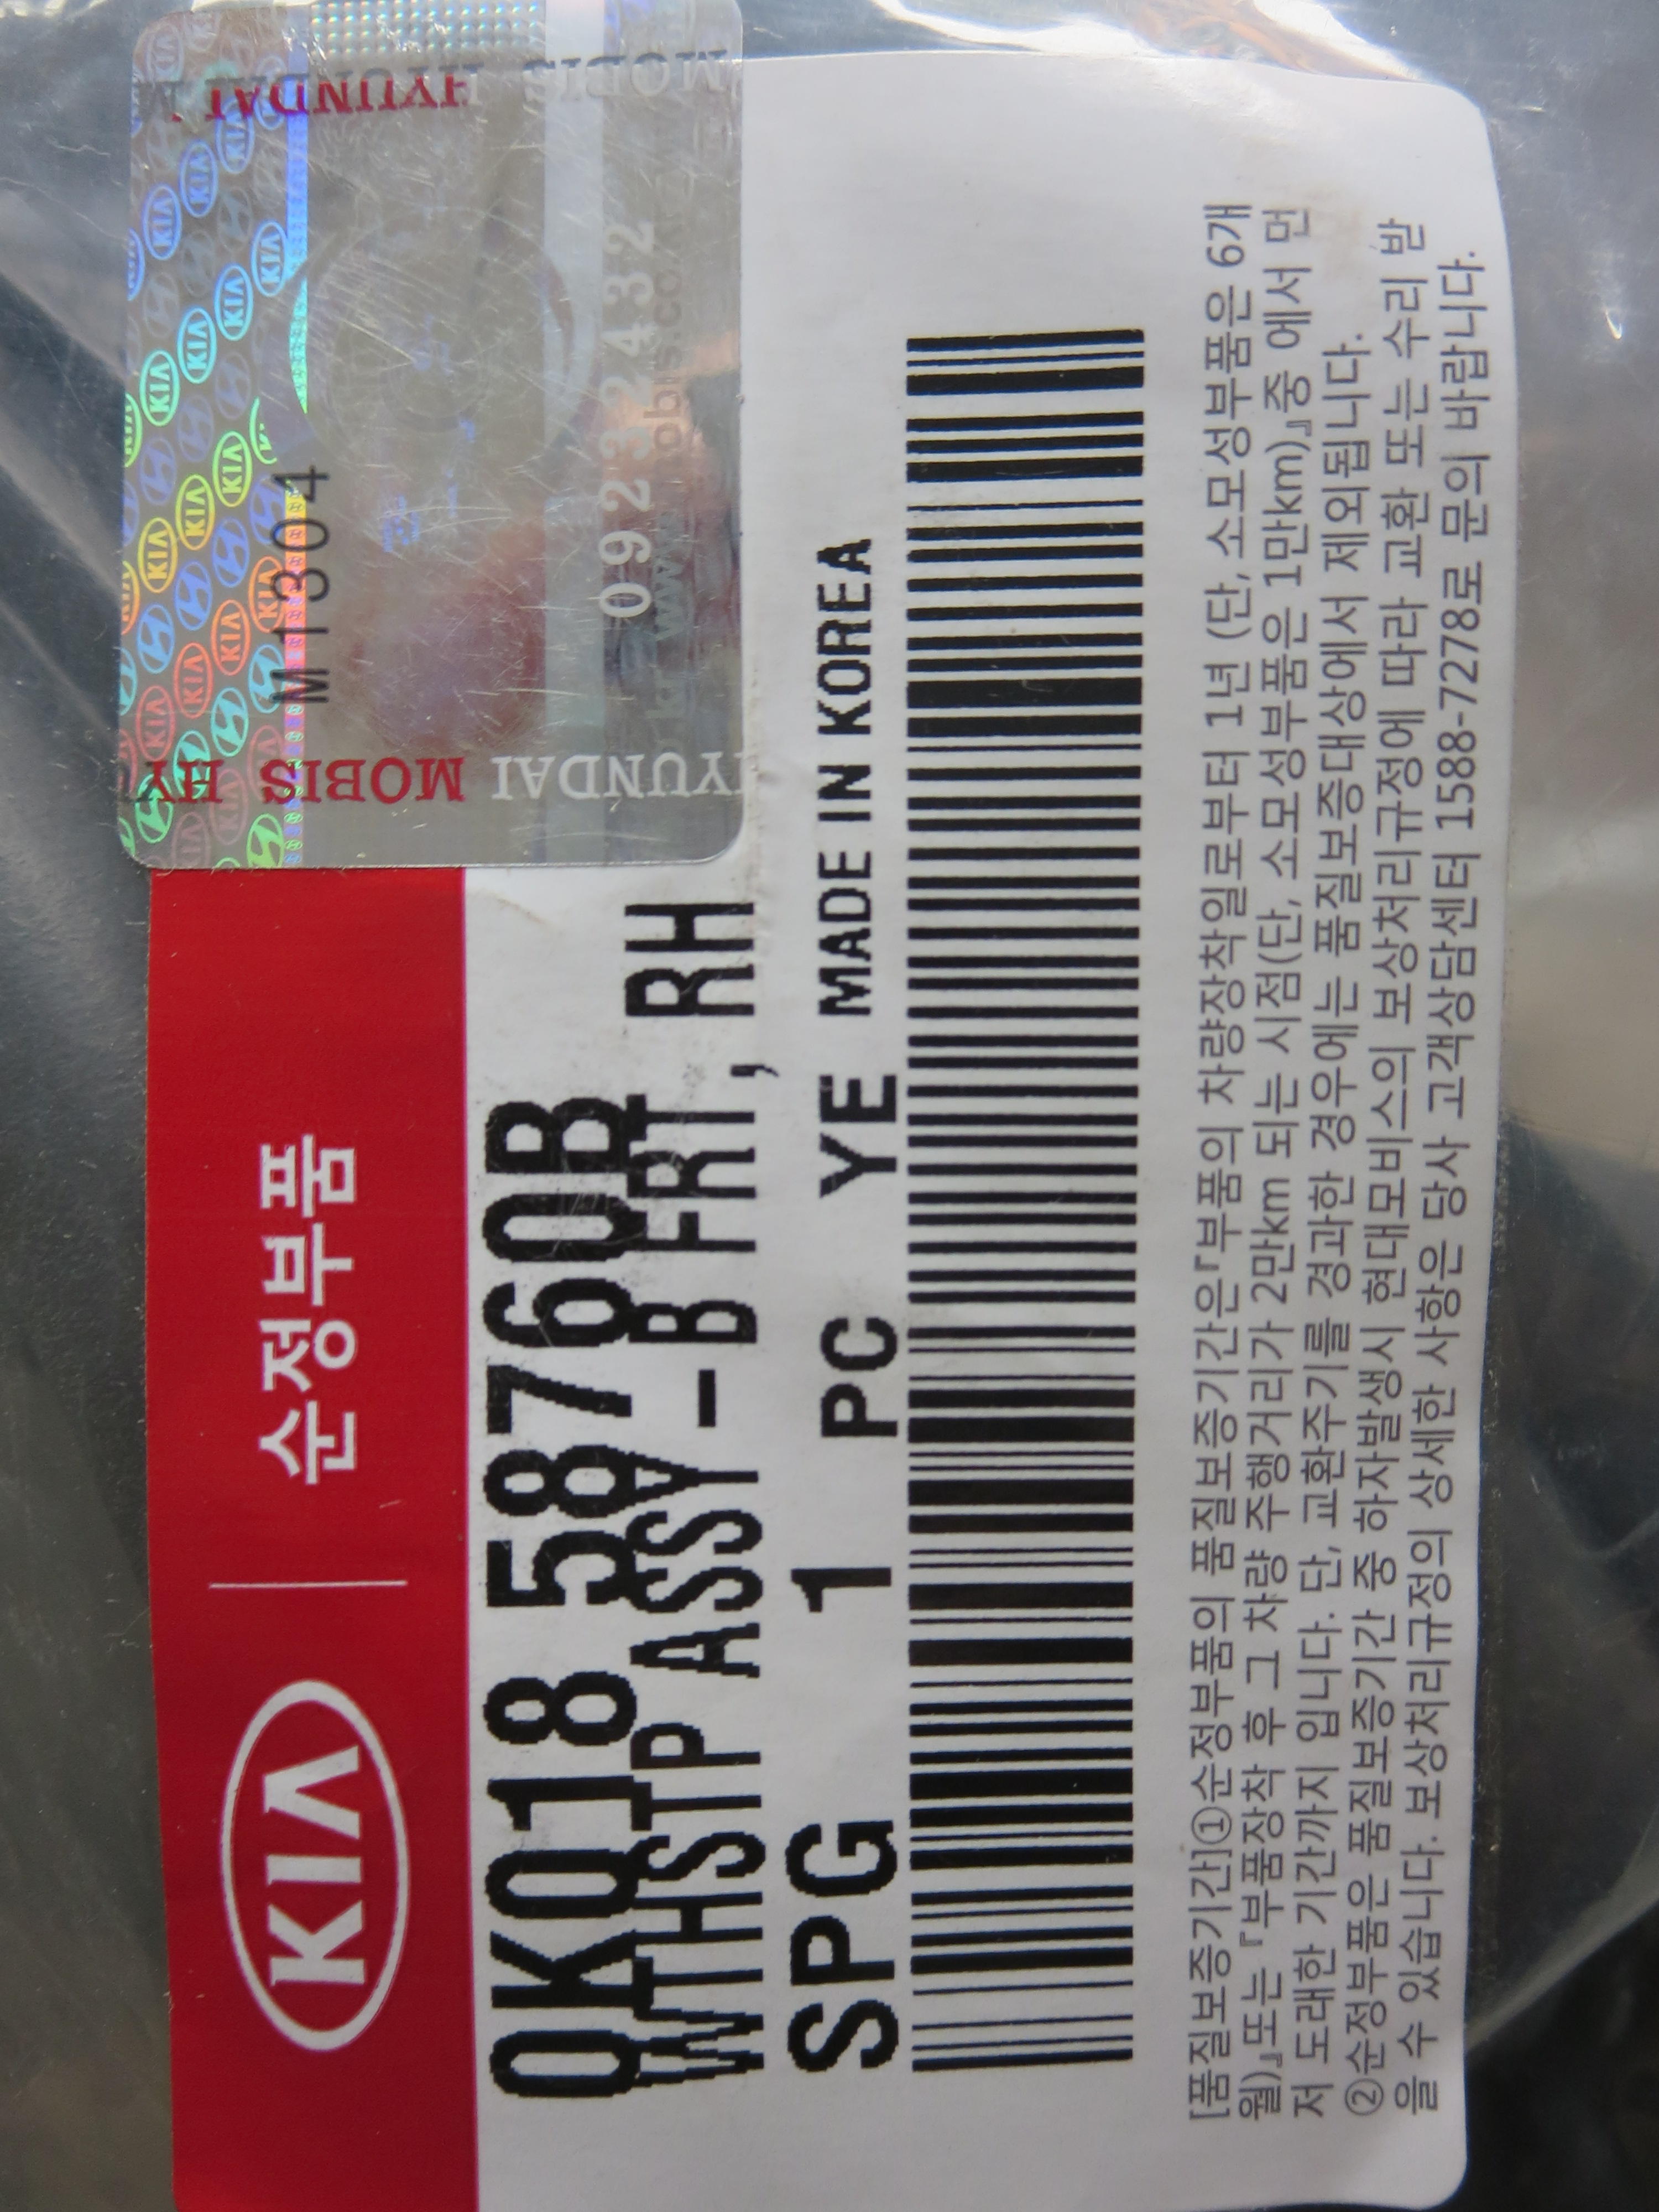 KIA 순정부품
HYUNDAI
MOBIS HYUNDAI
M1304
MOBIS HYUNDAI
09232432
0K018 58760B
WHSTP ASSY-B FRT, RH
SPG 1 PC YE MADE IN KOREA
[품질보증기간]①순정부품의 품질보증기간은『부품의 차량장착일로부터 1년 (단, 소모성부품은 6개
월)』또는 『부품장착 후 그 차량 주행거리가 2만km 되는 시점(단, 소모성부품은 1만km)』중 에서 먼
저 도래한 기간까지 입니다. 단, 교환주기를 경과한 경우에는 품질보증대상에서 제외됩니다.
②순정부품은 품질보증기간 중 하자발생시 현대모비스의 보상처리규정에 따라 교환 또는 수리 받
을 수 있습니다. 보상처리규정의 상세한 사항은 당사 고객상담센터 1588-7278로 문의 바랍니다.